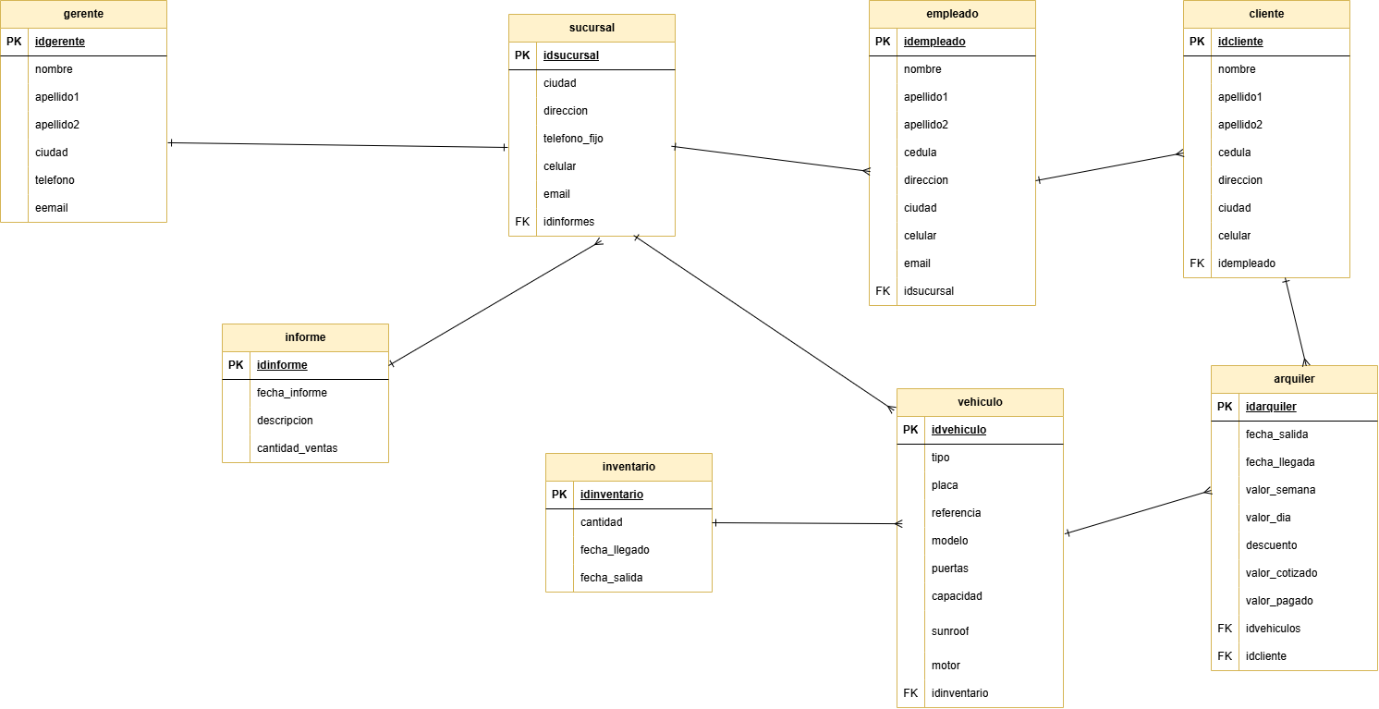 gerente
PK idgerente
nombre
apellido1
apellido2
ciudad
telefono
eemail
sucursal
PK idsucursal
ciudad
direccion
telefono_fijo
celular
email
FK idinformes
empleado
PK idempleado
nombre
apellido1
apellido2
cedula
direccion
ciudad
celular
email
FK idsucursal
cliente
PK idcliente
nombre
apellido1
apellido2
cedula
direccion
ciudad
celular
FK idempleado
informe
PK idinforme
fecha_informe
descripcion
cantidad_ventas
inventario
PK idinventario
cantidad
fecha_llegado
fecha_salida
vehiculo
PK idvehiculo
tipo
placa
referencia
modelo
puertas
capacidad
sunroof
motor
FK idinventario
arquiler
PK idarquiler
fecha_salida
fecha_llegada
valor_semana
valor_dia
descuento
valor_cotizado
valor_pagado
FK idvehiculos
FK idcliente